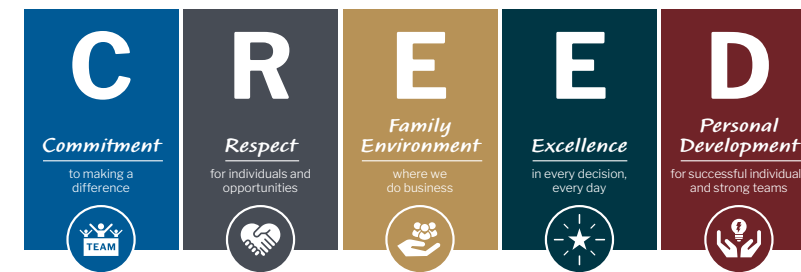 C
Commitment
to making a
difference
TEAM
R
Respect
for individuals and
opportunities
E
Family
Environment
where we
do business
E
Excellence
in every decision,
every day
D
Personal
Development
for successful individual
and strong teams